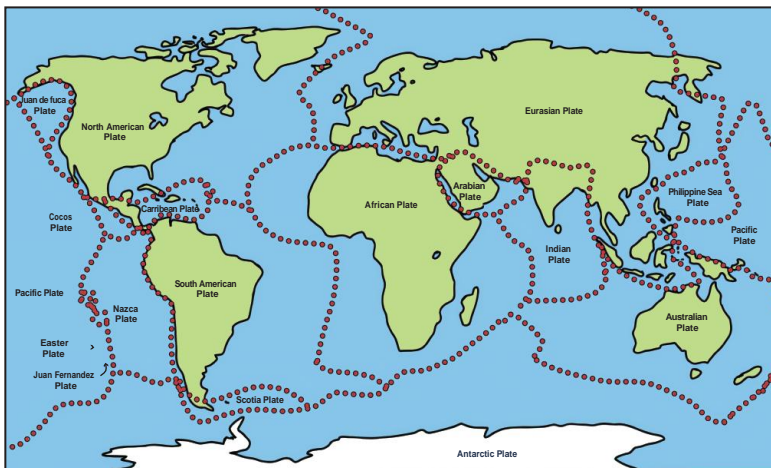 Juan de fuca
Plate
North American
Plate
Eurasian Plate
Cocos
Plate
Carribean Plate
African Plate
Arabian
Plate
Philippine Sea
Plate
Pacific
Plate
Indian
Plate
Pacific Plate
South American
Plate
Nazca
Plate
Australian
Plate
Easter
Plate
Juan Fernandez
Plate
Scotia Plate
Antarctic Plate